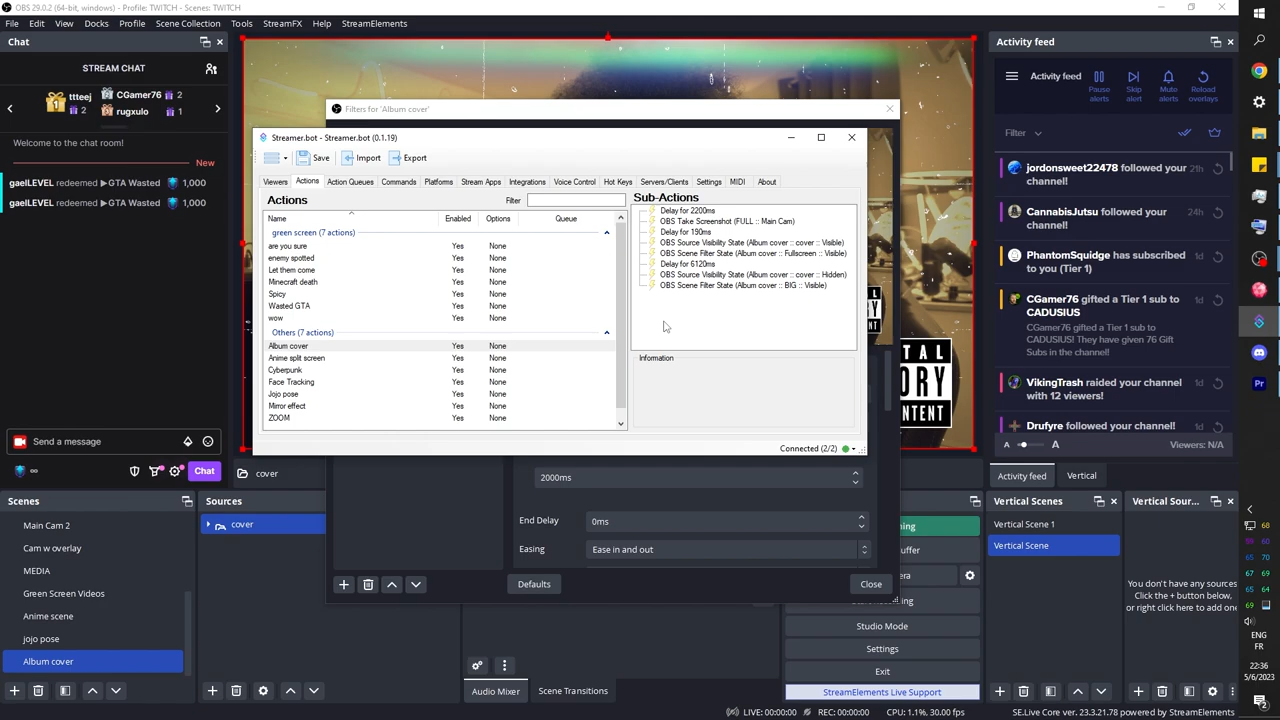 OBS 29.0.2 (64-bit, windows) - Profile: TWITCH - Scenes: TWITCH
File Edit View Docks Profile Scene Collection Tools StreamFX Help StreamElements
Chat
STREAM CHAT
ttteej 1
CGamer76 2
rugxulo 1
Welcome to the chat room!
New
gaelLEVEL redeemed GTA Wasted 1,000
gaelLEVEL redeemed GTA Wasted 1,000
Send a message
Chat
Filters for 'Album cover'
Streamer.bot - Streamer.bot (0.1.19)
Save Import Export
Viewers Actions Action Queues Commands Platforms Stream Apps Integrations Voice Control Hot Keys Servers/Clients Settings MIDI About
Actions Filter
Name Enabled Options Queue
green screen (7 actions)
are you sure Yes None
enemy spotted Yes None
Let them come Yes None
Minecraft death Yes None
Spicy Yes None
Wasted GTA Yes None
wow Yes None
Others (7 actions)
Album cover Yes None
Anime split screen Yes None
Cyberpunk Yes None
Face Tracking Yes None
Jojo pose Yes None
Mirror effect Yes None
ZOOM Yes None
Sub-Actions
Delay for 2200ms
OBS Take Screenshot (FULL :: Main Cam)
Delay for 190ms
OBS Source Visibility State (Album cover :: cover :: Visible)
OBS Scene Filter State (Album cover :: Fullscreen :: Visible)
Delay for 6120ms
OBS Source Visibility State (Album cover :: cover :: Hidden)
OBS Scene Filter State (Album cover :: BIG :: Visible)
Information
Connected (2/2)
2000ms
End Delay 0ms
Easing Ease in and out
Defaults Close
TAL
ORY
NTENT
Activity feed
Activity feed
Pause alerts
Skip alert
Mute alerts
Reload overlays
Filter
jordonsweet22478 followed your channel! 21h
CannabisJutsu followed your channel! 24h
PhantomSquidge has subscribed to you (Tier 1)
CGamer76 gifted a Tier 1 sub to CADUSIUS! They have given 76 Gift Subs in the channel!
VikingTrash raided your channel with 12 viewers!
Drufyre followed your channel!
A A Viewers: N/A
Activity feed Vertical
cover
Scenes
Main Cam 2
Cam w overlay
MEDIA
Green Screen Videos
Anime scene
jojo pose
Album cover
Sources
cover
Audio Mixer Scene Transitions
Studio Mode
Settings
Exit
StreamElements Live Support
Vertical Scenes
Vertical Scene 1
Vertical Scene
Vertical Sour...
You don't have any sources
Click the + button below,
or right click here to add one
LIVE: 00:00:00 REC: 00:00:00 CPU: 1.1%, 30.00 fps SE.Live Core ver. 23.3.21.78 powered by StreamElements
ENG
FR
22:36
5/6/2023